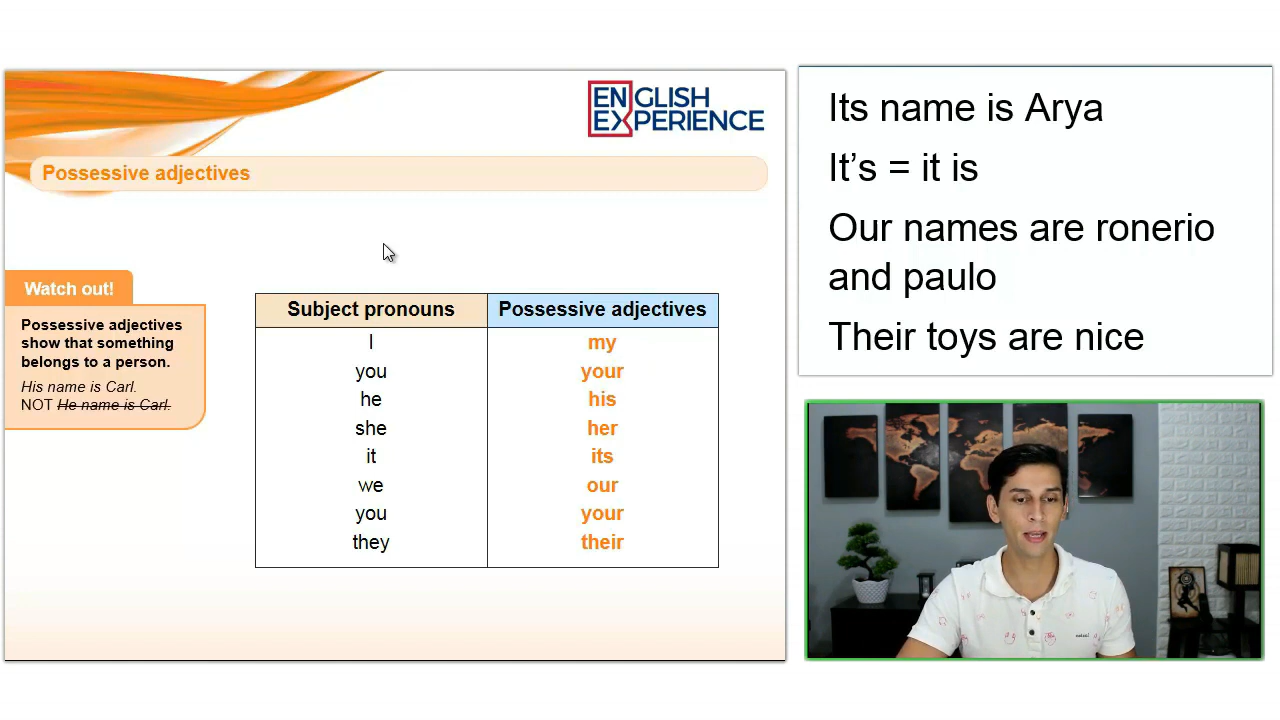 ENGLISH
EXPERIENCE
Possessive adjectives
Watch out!
Possessive adjectives
show that something
belongs to a person.
His name is Carl.
NOT He name is Carl.
Subject pronouns Possessive adjectives
I my
you your
he his
she her
it its
we our
you your
they their
Its name is Arya
It’s = it is
Our names are ronerio
and paulo
Their toys are nice